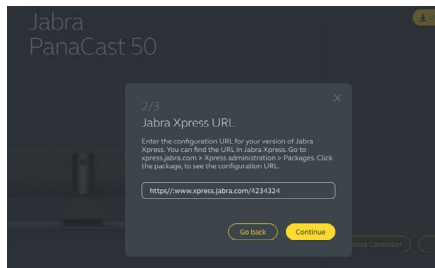 Jabra
PanaCast 50
2/3
Jabra Xpress URL
Enter the configuration URL for your version of Jabra
Xpress. You can find the URL in Jabra Xpress. Go to
xpress.jabra.com > Xpress administration > Packages. Click
the package, to see the configuration URL.
https//:www.xpress.jabra.com/4234324
Go back
Continue
Controller